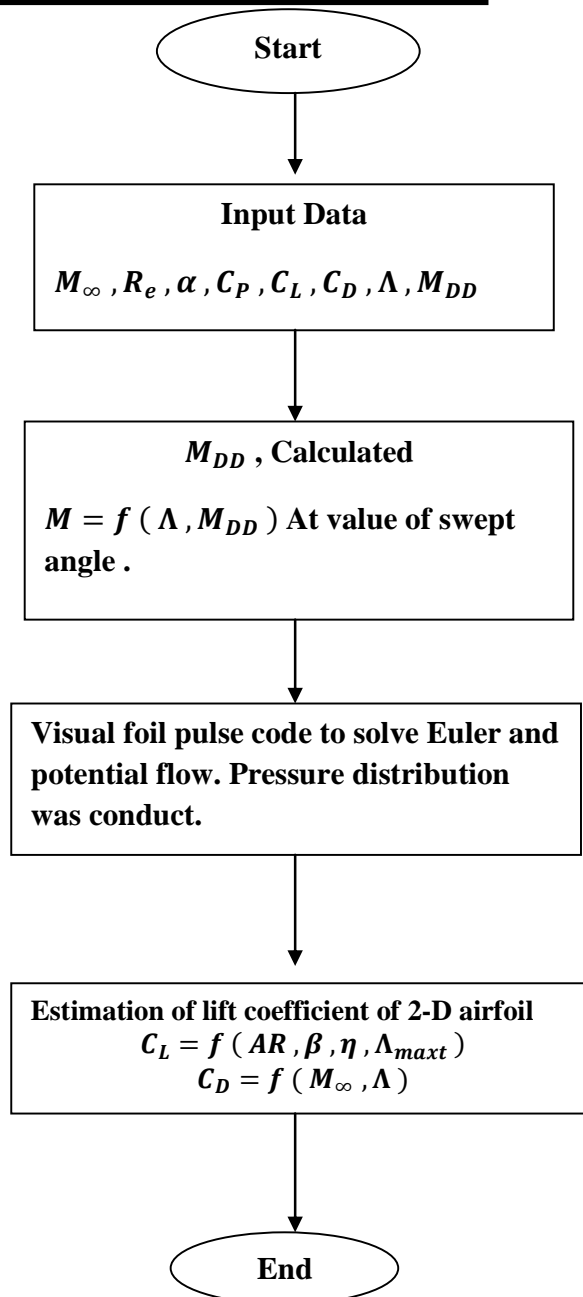 Start
Input Data
M∞ , Re , α , CP , CL , CD , Λ , MDD
MDD , Calculated
M = f ( Λ , MDD ) At value of swept
angle .
Visual foil pulse code to solve Euler and
potential flow. Pressure distribution
was conduct.
Estimation of lift coefficient of 2-D airfoil
CL = f ( AR , β , η , Λmaxt )
CD = f ( M∞ , Λ )
End